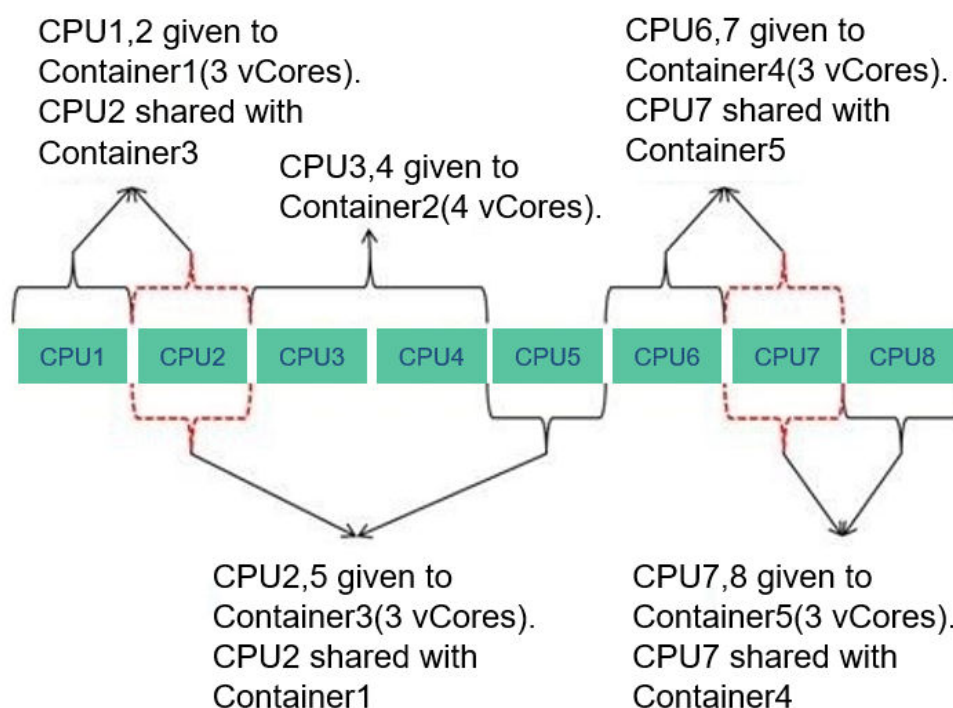 CPU1,2 given to
Container1(3 vCores).
CPU2 shared with
Container3
CPU3,4 given to
Container2(4 vCores).
CPU6,7 given to
Container4(3 vCores).
CPU7 shared with
Container5
CPU1
CPU2
CPU3
CPU4
CPU5
CPU6
CPU7
CPU8
CPU2,5 given to
Container3(3 vCores).
CPU2 shared with
Container1
CPU7,8 given to
Container5(3 vCores).
CPU7 shared with
Container4